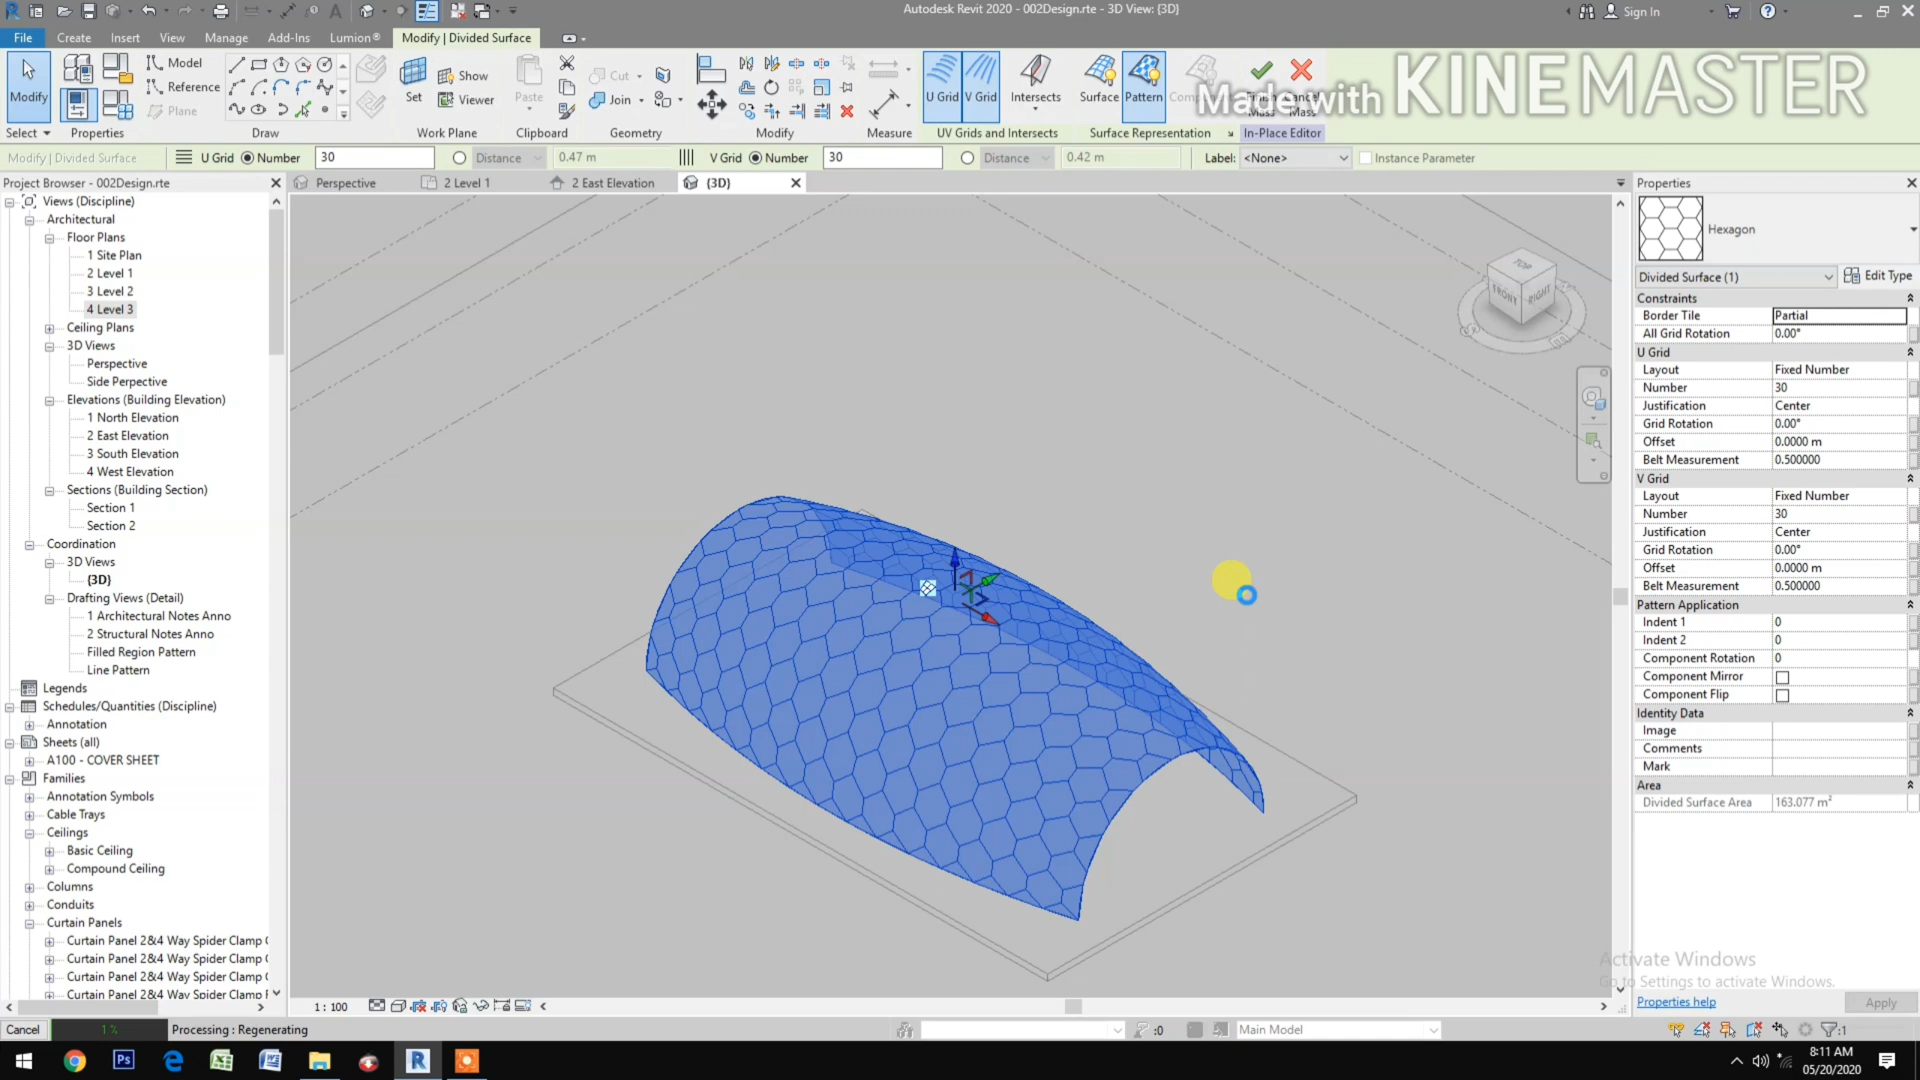 Autodesk Revit 2020 - 002Design.rte - 3D View: {3D}
Sign In
File Create Insert View Manage Add-Ins Lumion® Modify | Divided Surface
Modify
Model
Reference
Plane
Set
Show
Viewer
Paste
Cut
Join
U Grid V Grid Intersects
Surface Pattern
Finish Cancel
Mass Mass
Made with KINEMASTER
Select Properties Draw Work Plane Clipboard Geometry Modify Measure UV Grids and Intersects Surface Representation In-Place Editor
Modify | Divided Surface U Grid Number 30 Distance 0.47 m V Grid Number 30 Distance 0.42 m Label: <None> Instance Parameter
Project Browser - 002Design.rte
Perspective 2 Level 1 2 East Elevation {3D}
Views (Discipline)
Architectural
Floor Plans
1 Site Plan
2 Level 1
3 Level 2
4 Level 3
Ceiling Plans
3D Views
Perspective
Side Perpective
Elevations (Building Elevation)
1 North Elevation
2 East Elevation
3 South Elevation
4 West Elevation
Sections (Building Section)
Section 1
Section 2
Coordination
3D Views
{3D}
Drafting Views (Detail)
1 Architectural Notes Anno
2 Structural Notes Anno
Filled Region Pattern
Line Pattern
Legends
Schedules/Quantities (Discipline)
Annotation
Sheets (all)
A100 - COVER SHEET
Families
Annotation Symbols
Cable Trays
Ceilings
Basic Ceiling
Compound Ceiling
Columns
Conduits
Curtain Panels
Curtain Panel 2&4 Way Spider Clamp
Curtain Panel 2&4 Way Spider Clamp
Curtain Panel 2&4 Way Spider Clamp
Curtain Panel 2&4 Way Spider Clamp
TOP
FRONT RIGHT
S E
Properties
Hexagon
Divided Surface (1) Edit Type
Constraints
Border Tile Partial
All Grid Rotation 0.00°
U Grid
Layout Fixed Number
Number 30
Justification Center
Grid Rotation 0.00°
Offset 0.0000 m
Belt Measurement 0.500000
V Grid
Layout Fixed Number
Number 30
Justification Center
Grid Rotation 0.00°
Offset 0.0000 m
Belt Measurement 0.500000
Pattern Application
Indent 1 0
Indent 2 0
Component Rotation 0
Component Mirror
Component Flip
Identity Data
Image
Comments
Mark
Area
Divided Surface Area 163.077 m²
Activate Windows
Go to Settings to activate Windows.
Properties help Apply
1 : 100
Cancel 1 % Processing : Regenerating :0 Main Model :1
8:11 AM
05/20/2020